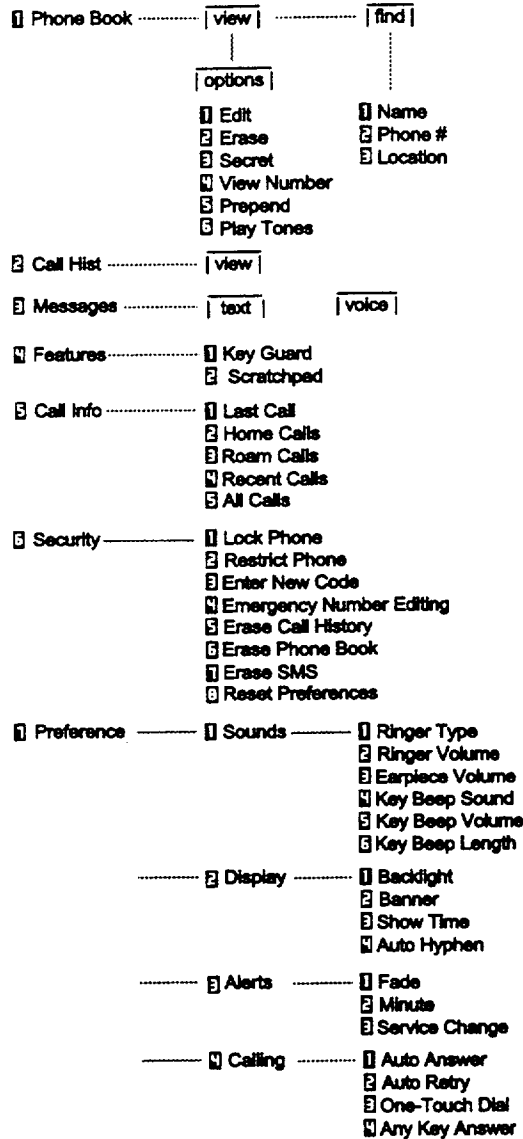 1 Phone Book view find
options
1 Edit 1 Name
2 Erase 2 Phone #
3 Secret 3 Location
4 View Number
5 Prepend
6 Play Tones
2 Call Hist view
3 Messages text voice
4 Features 1 Key Guard
2 Scratchpad
5 Call Info 1 Last Call
2 Home Calls
3 Roam Calls
4 Recent Calls
5 All Calls
6 Security 1 Lock Phone
2 Restrict Phone
3 Enter New Code
4 Emergency Number Editing
5 Erase Call History
6 Erase Phone Book
7 Erase SMS
8 Reset Preferences
7 Preference 1 Sounds 1 Ringer Type
2 Ringer Volume
3 Earpiece Volume
4 Key Beep Sound
5 Key Beep Volume
6 Key Beep Length
2 Display 1 Backlight
2 Banner
3 Show Time
4 Auto Hyphen
3 Alerts 1 Fade
2 Minute
3 Service Change
4 Calling 1 Auto Answer
2 Auto Retry
3 One-Touch Dial
4 Any Key Answer